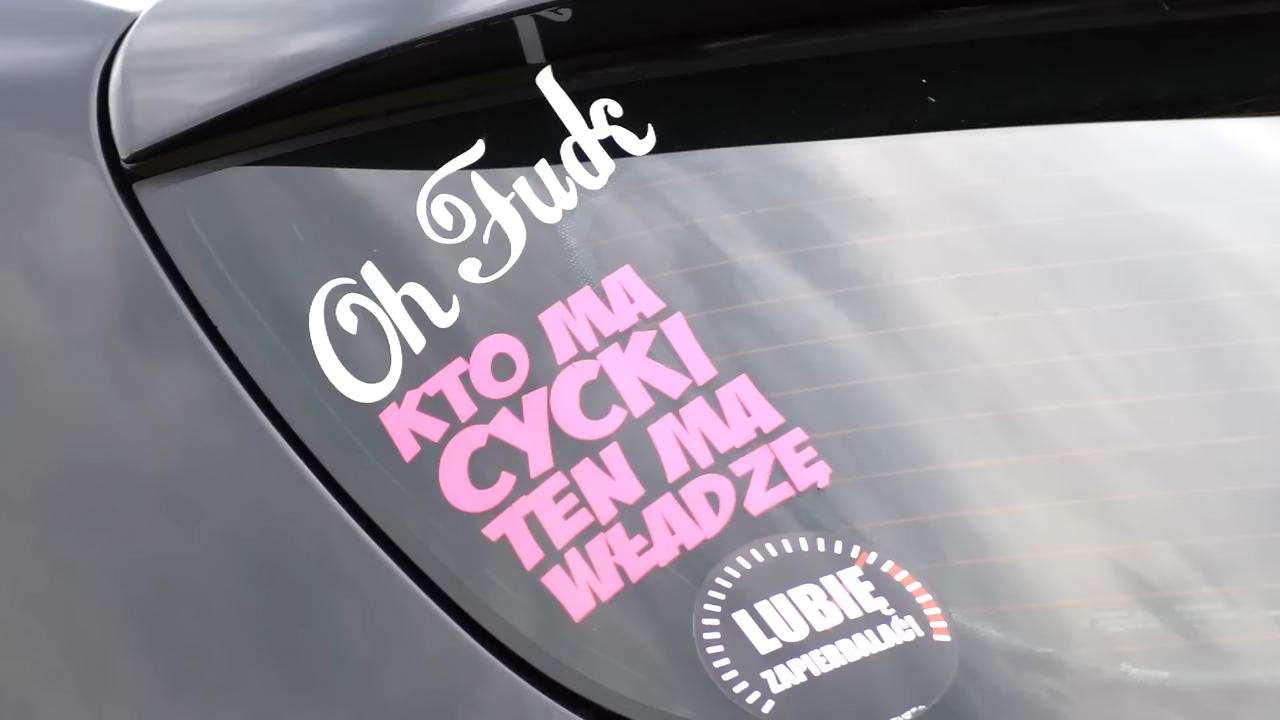 Oh Fuck
KTO MA
CYCKI
TEN MA
WŁADZĘ
LUBIĘ
ZAPIERDALAĆ!